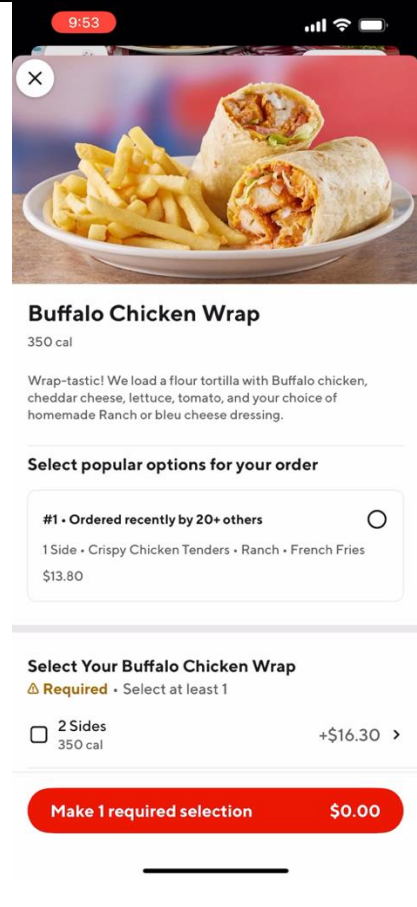 9:53
Buffalo Chicken Wrap
350 cal
Wrap-tastic! We load a flour tortilla with Buffalo chicken,
cheddar cheese, lettuce, tomato, and your choice of
homemade Ranch or bleu cheese dressing.
Select popular options for your order
#1 • Ordered recently by 20+ others
1 Side • Crispy Chicken Tenders • Ranch • French Fries
$13.80
Select Your Buffalo Chicken Wrap
Required • Select at least 1
2 Sides
350 cal
+$16.30
Make 1 required selection $0.00